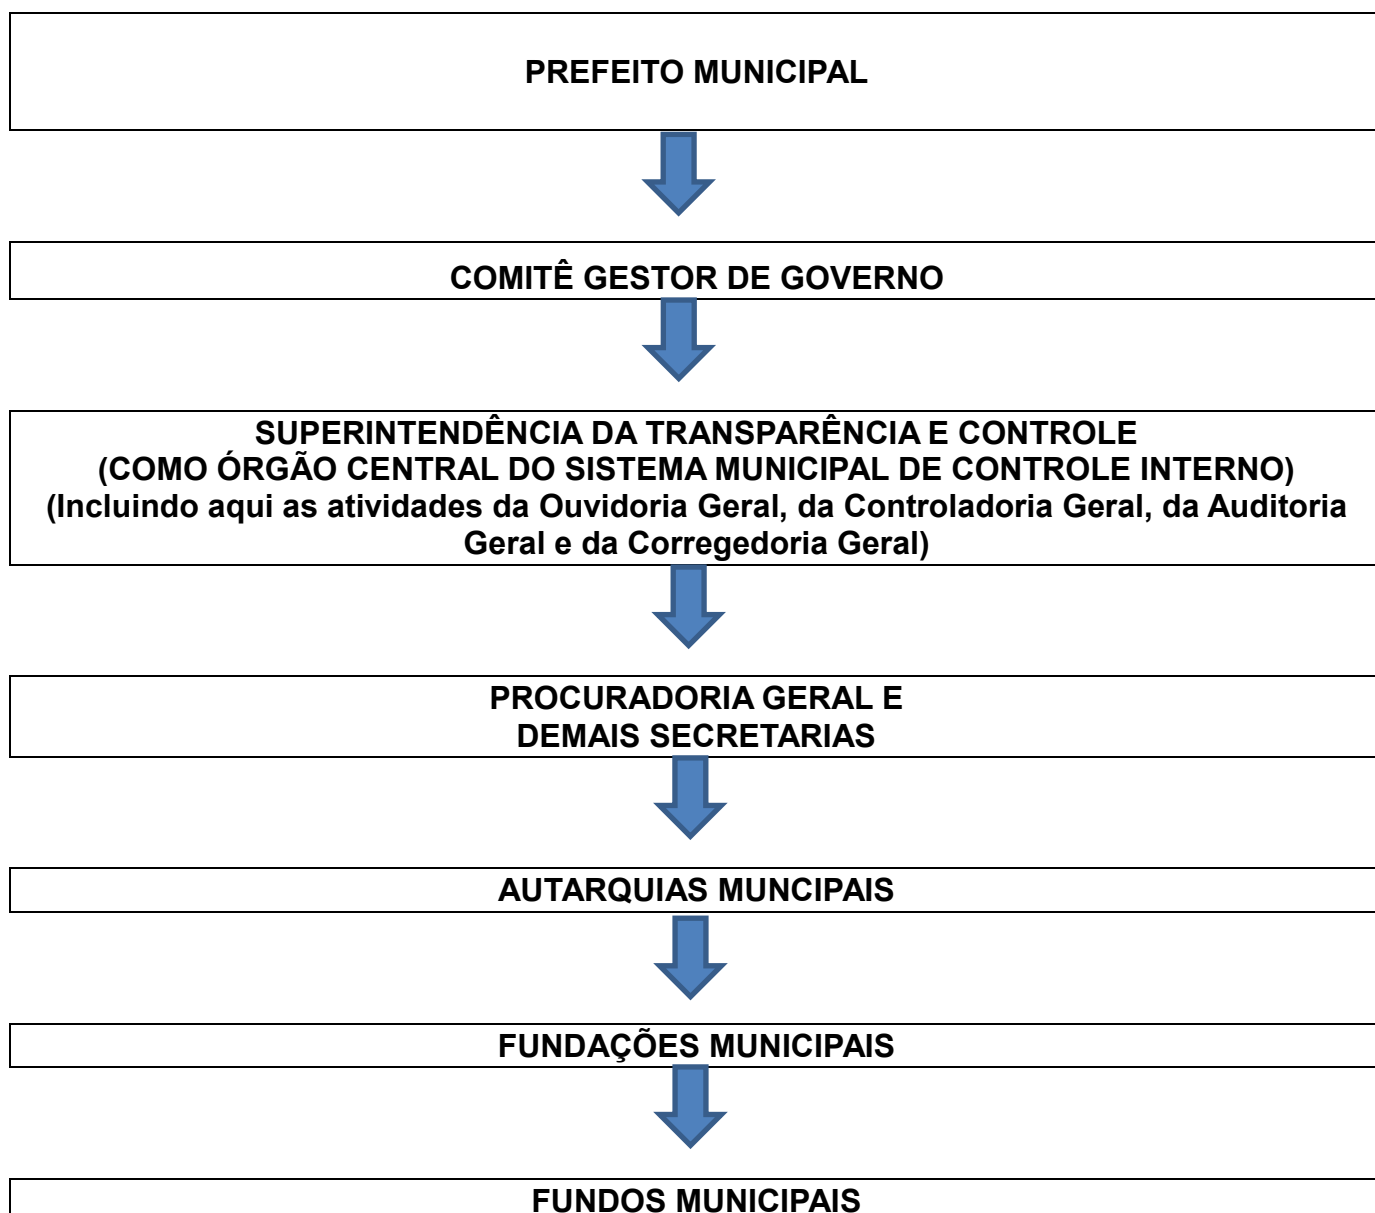 PREFEITO MUNICIPAL
COMITÊ GESTOR DE GOVERNO
SUPERINTENDÊNCIA DA TRANSPARÊNCIA E CONTROLE
(COMO ÓRGÃO CENTRAL DO SISTEMA MUNICIPAL DE CONTROLE INTERNO)
(Incluindo aqui as atividades da Ouvidoria Geral, da Controladoria Geral, da Auditoria
Geral e da Corregedoria Geral)
PROCURADORIA GERAL E
DEMAIS SECRETARIAS
AUTARQUIAS MUNCIPAIS
FUNDAÇÕES MUNICIPAIS
FUNDOS MUNICIPAIS